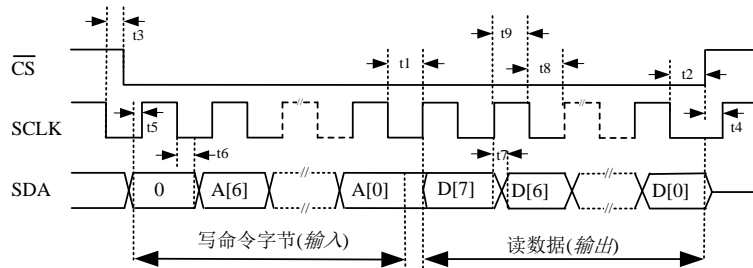 t3
t9
CS
t1
t8
t2
SCLK
t5
t4
t6
t7
SDA
0
A[6]
A[0]
D[7]
D[6]
D[0]
写命令字节(输入)
读数据(输出)